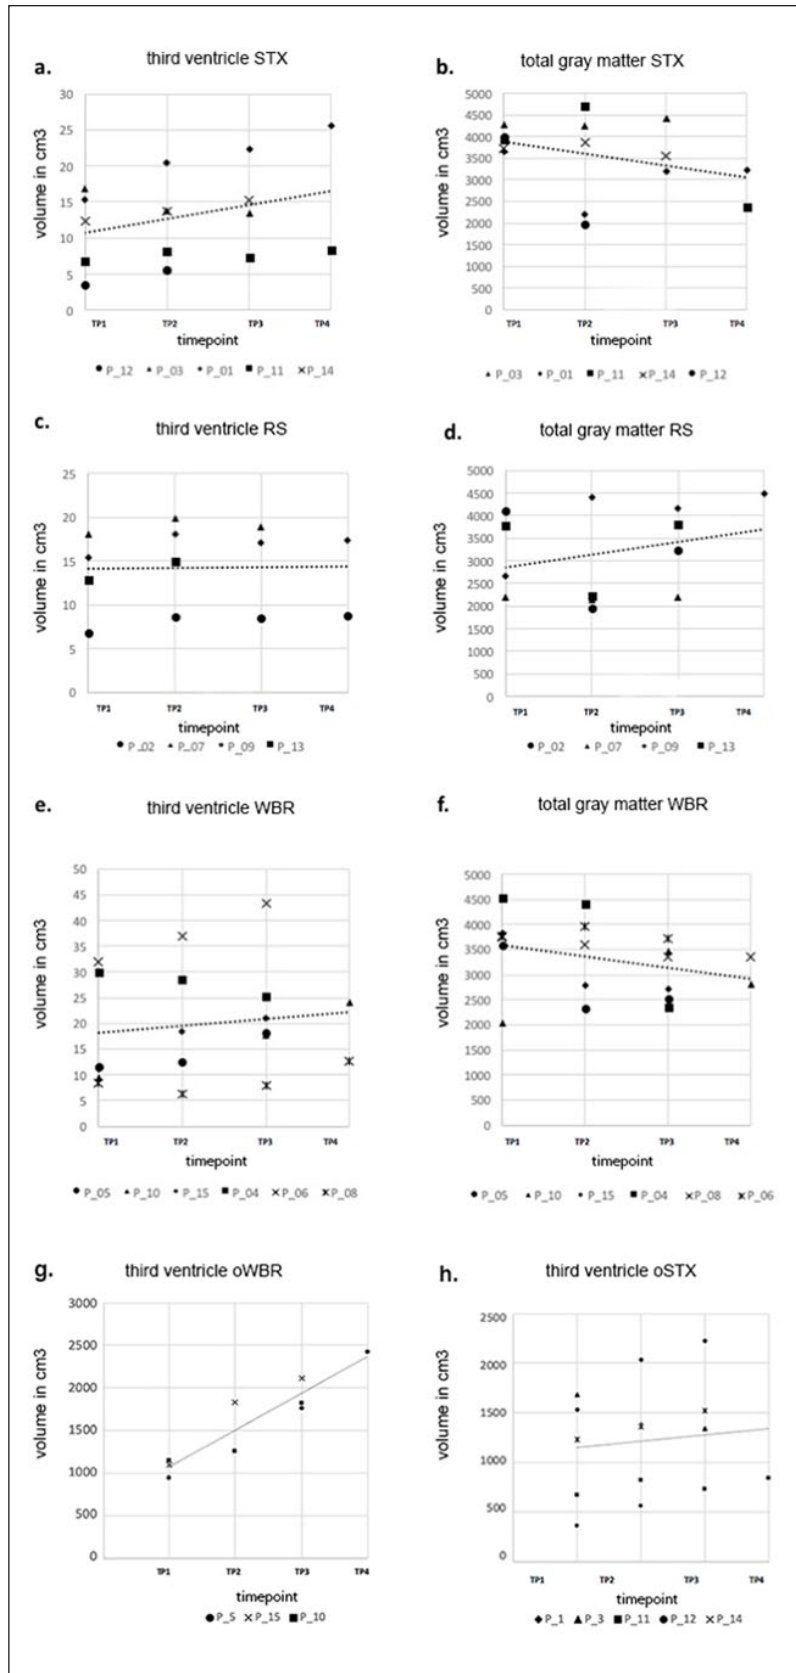 a.
third ventricle STX
volume in cm3
30
25
20
15
10
5
0
TP1 TP2 TP3 TP4
timepoint
P_12 P_03 P_01 P_11 P_14
b.
total gray matter STX
volume in cm3
5000
4500
4000
3500
3000
2500
2000
1500
1000
500
0
TP1 TP2 TP3 TP4
timepoint
P_03 P_01 P_11 P_14 P_12
c.
third ventricle RS
volume in cm3
25
20
15
10
5
0
TP1 TP2 TP3 TP4
timepoint
P_02 P_07 P_09 P_13
d.
total gray matter RS
volume in cm3
5000
4500
4000
3500
3000
2500
2000
1500
1000
500
0
TP1 TP2 TP3 TP4
timepoint
P_02 P_07 P_09 P_13
e.
third ventricle WBR
volume in cm3
50
45
40
35
30
25
20
15
10
5
0
TP1 TP2 TP3 TP4
timepoint
P_05 P_10 P_15 P_04 P_06 P_08
f.
total gray matter WBR
volume in cm3
5000
4500
4000
3500
3000
2500
2000
1500
1000
500
0
TP1 TP2 TP3 TP4
timepoint
P_05 P_10 P_15 P_04 P_08 P_06
g.
third ventricle oWBR
volume in cm3
3000
2500
2000
1500
1000
500
0
TP1 TP2 TP3 TP4
timepoint
P_5 P_15 P_10
h.
third ventricle oSTX
volume in cm3
2500
2000
1500
1000
500
0
TP1 TP2 TP3 TP4
timepoint
P_1 P_3 P_11 P_12 P_14